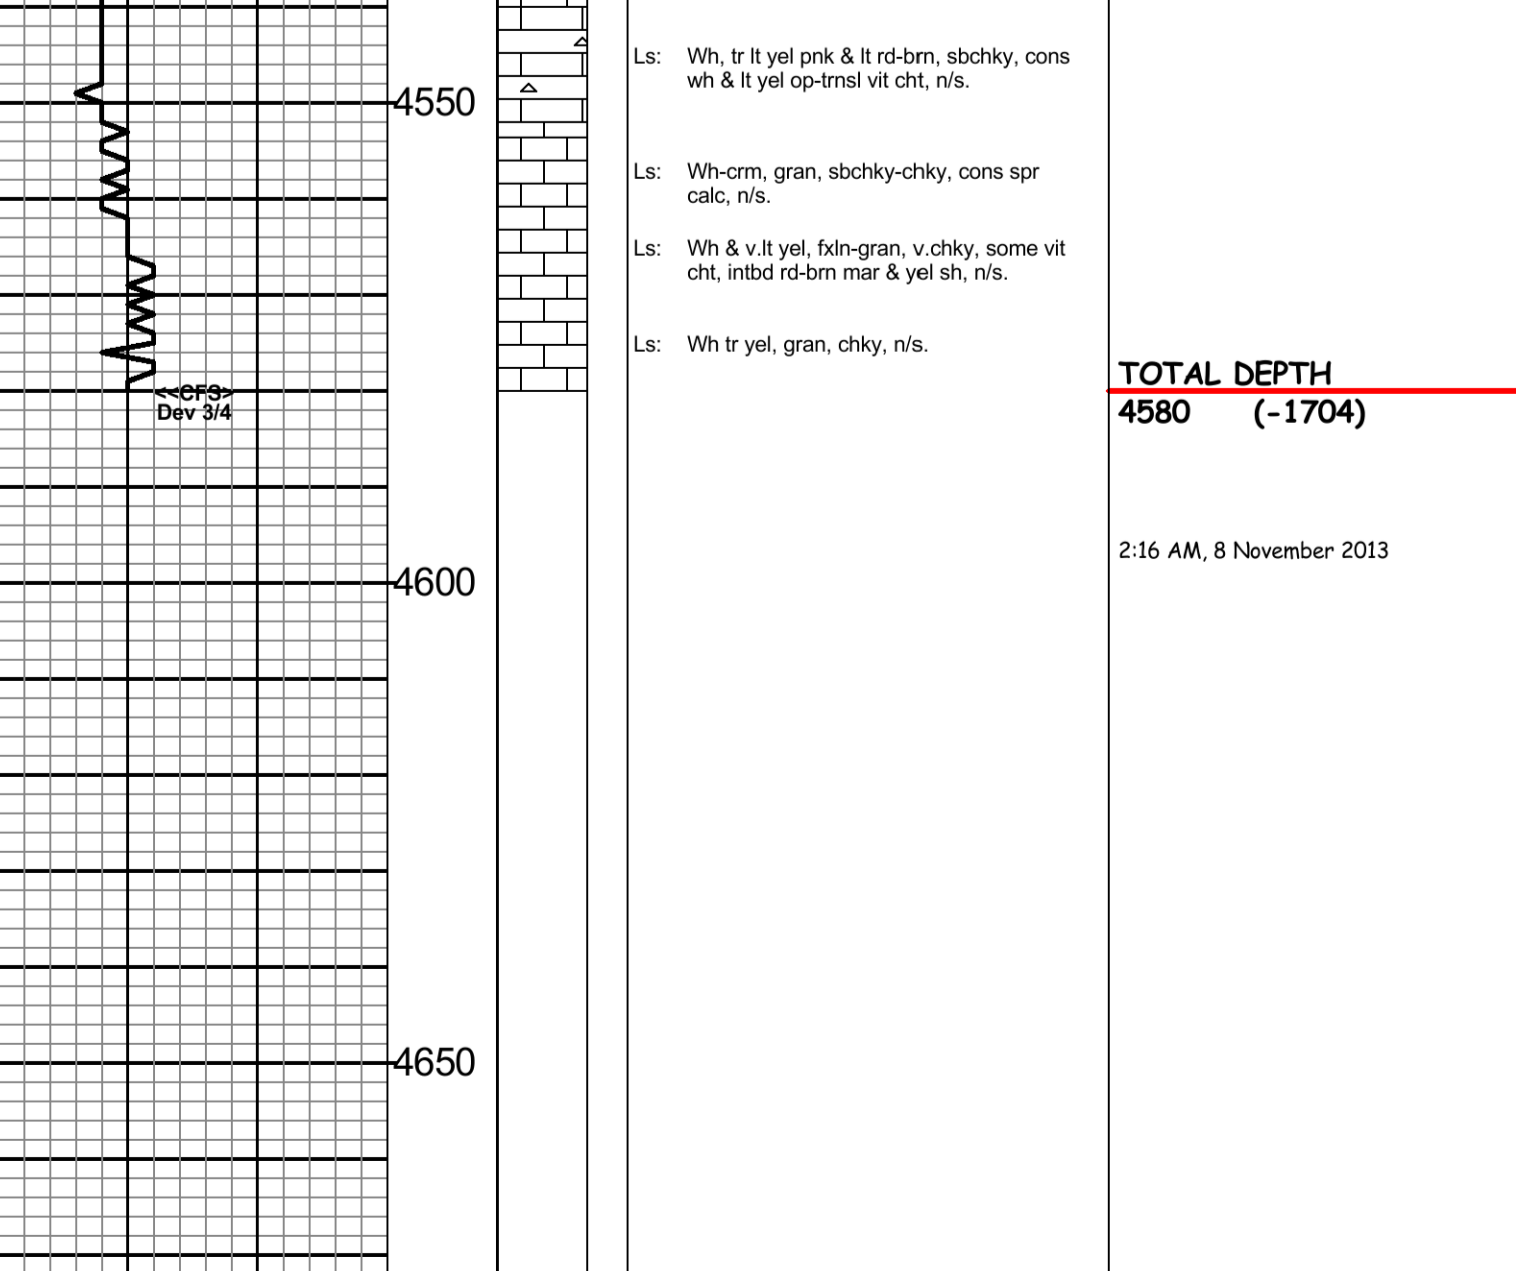 Ls: Wh, tr lt yel pnk & lt rd-brn, sbchky, cons
wh & lt yel op-trnsl vit cht, n/s.
4550
Ls: Wh-crm, gran, sbchky-chky, cons spr
calc, n/s.
Ls: Wh & v.lt yel, fxln-gran, v.chky, some vit
cht, intbd rd-brn mar & yel sh, n/s.
Ls: Wh tr yel, gran, chky, n/s.
TOTAL DEPTH
<<CFS>
Dev 3/4
4580 (-1704)
2:16 AM, 8 November 2013
4600
4650